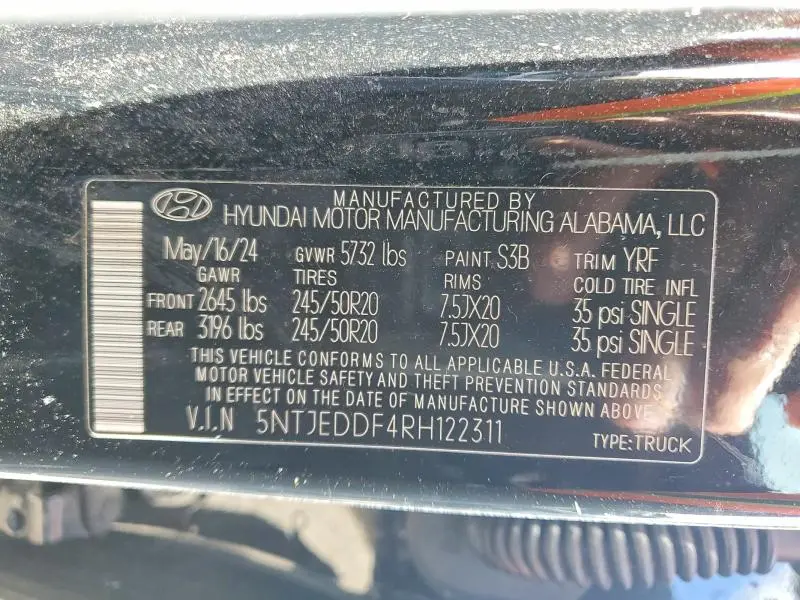 MANUFACTURED BY
HYUNDAI MOTOR MANUFACTURING ALABAMA, LLC
May/16/24 GVWR 5732 lbs PAINT S3B TRIM YRF
GAWR TIRES RIMS COLD TIRE INFL
FRONT 2645 lbs 245/50R20 7.5JX20 35 psi SINGLE
REAR 3196 lbs 245/50R20 7.5JX20 35 psi SINGLE
THIS VEHICLE CONFORMS TO ALL APPLICABLE U.S.A. FEDERAL
MOTOR VEHICLE SAFETY AND THEFT PREVENTION STANDARDS
IN EFFECT ON THE DATE OF MANUFACTURE SHOWN ABOVE.
V.I.N 5NTJEDDF4RH122311 TYPE:TRUCK